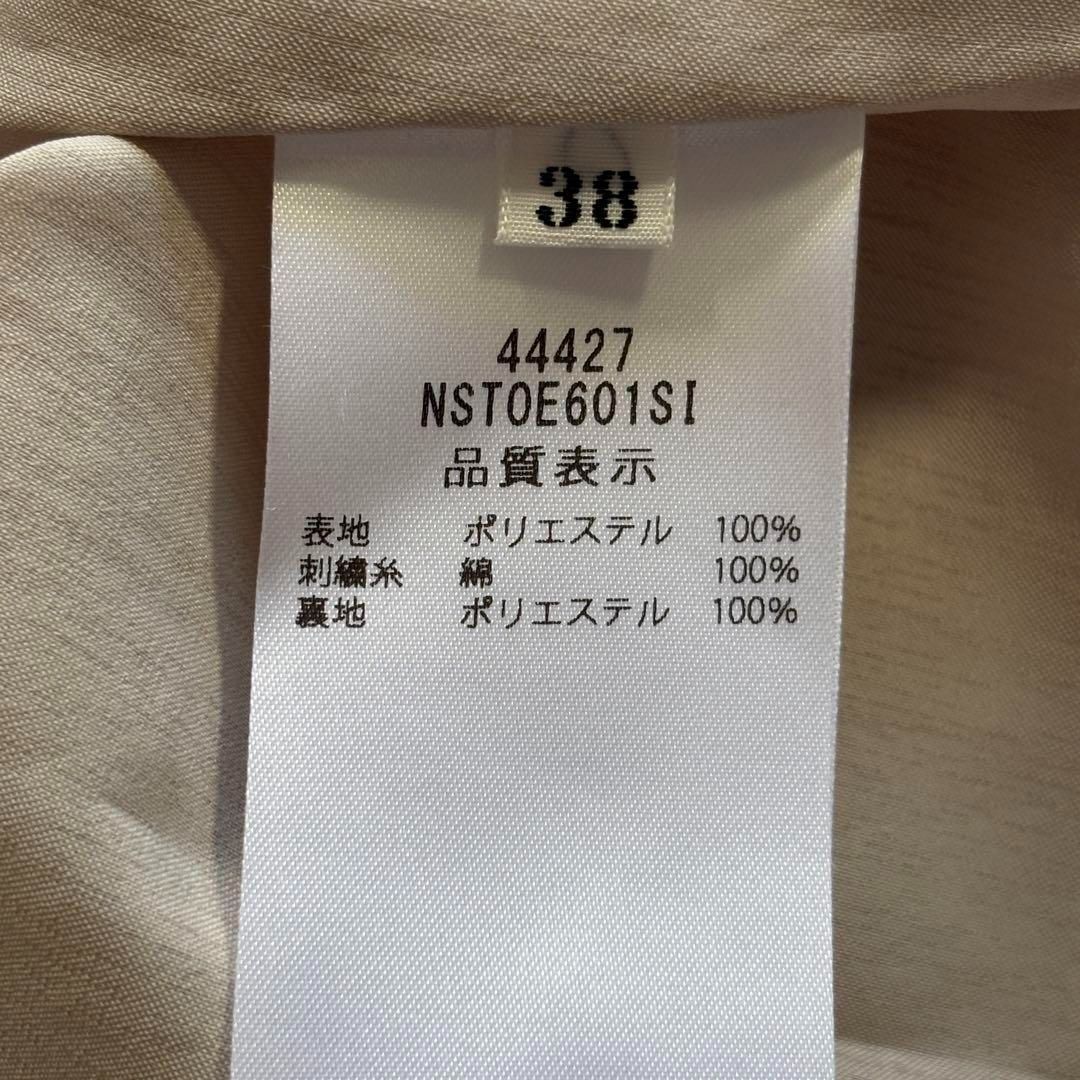 38
44427
NSTOE601SI
品質表示
表地 ポリエステル 100%
刺繍糸 綿 100%
裏地 ポリエステル 100%